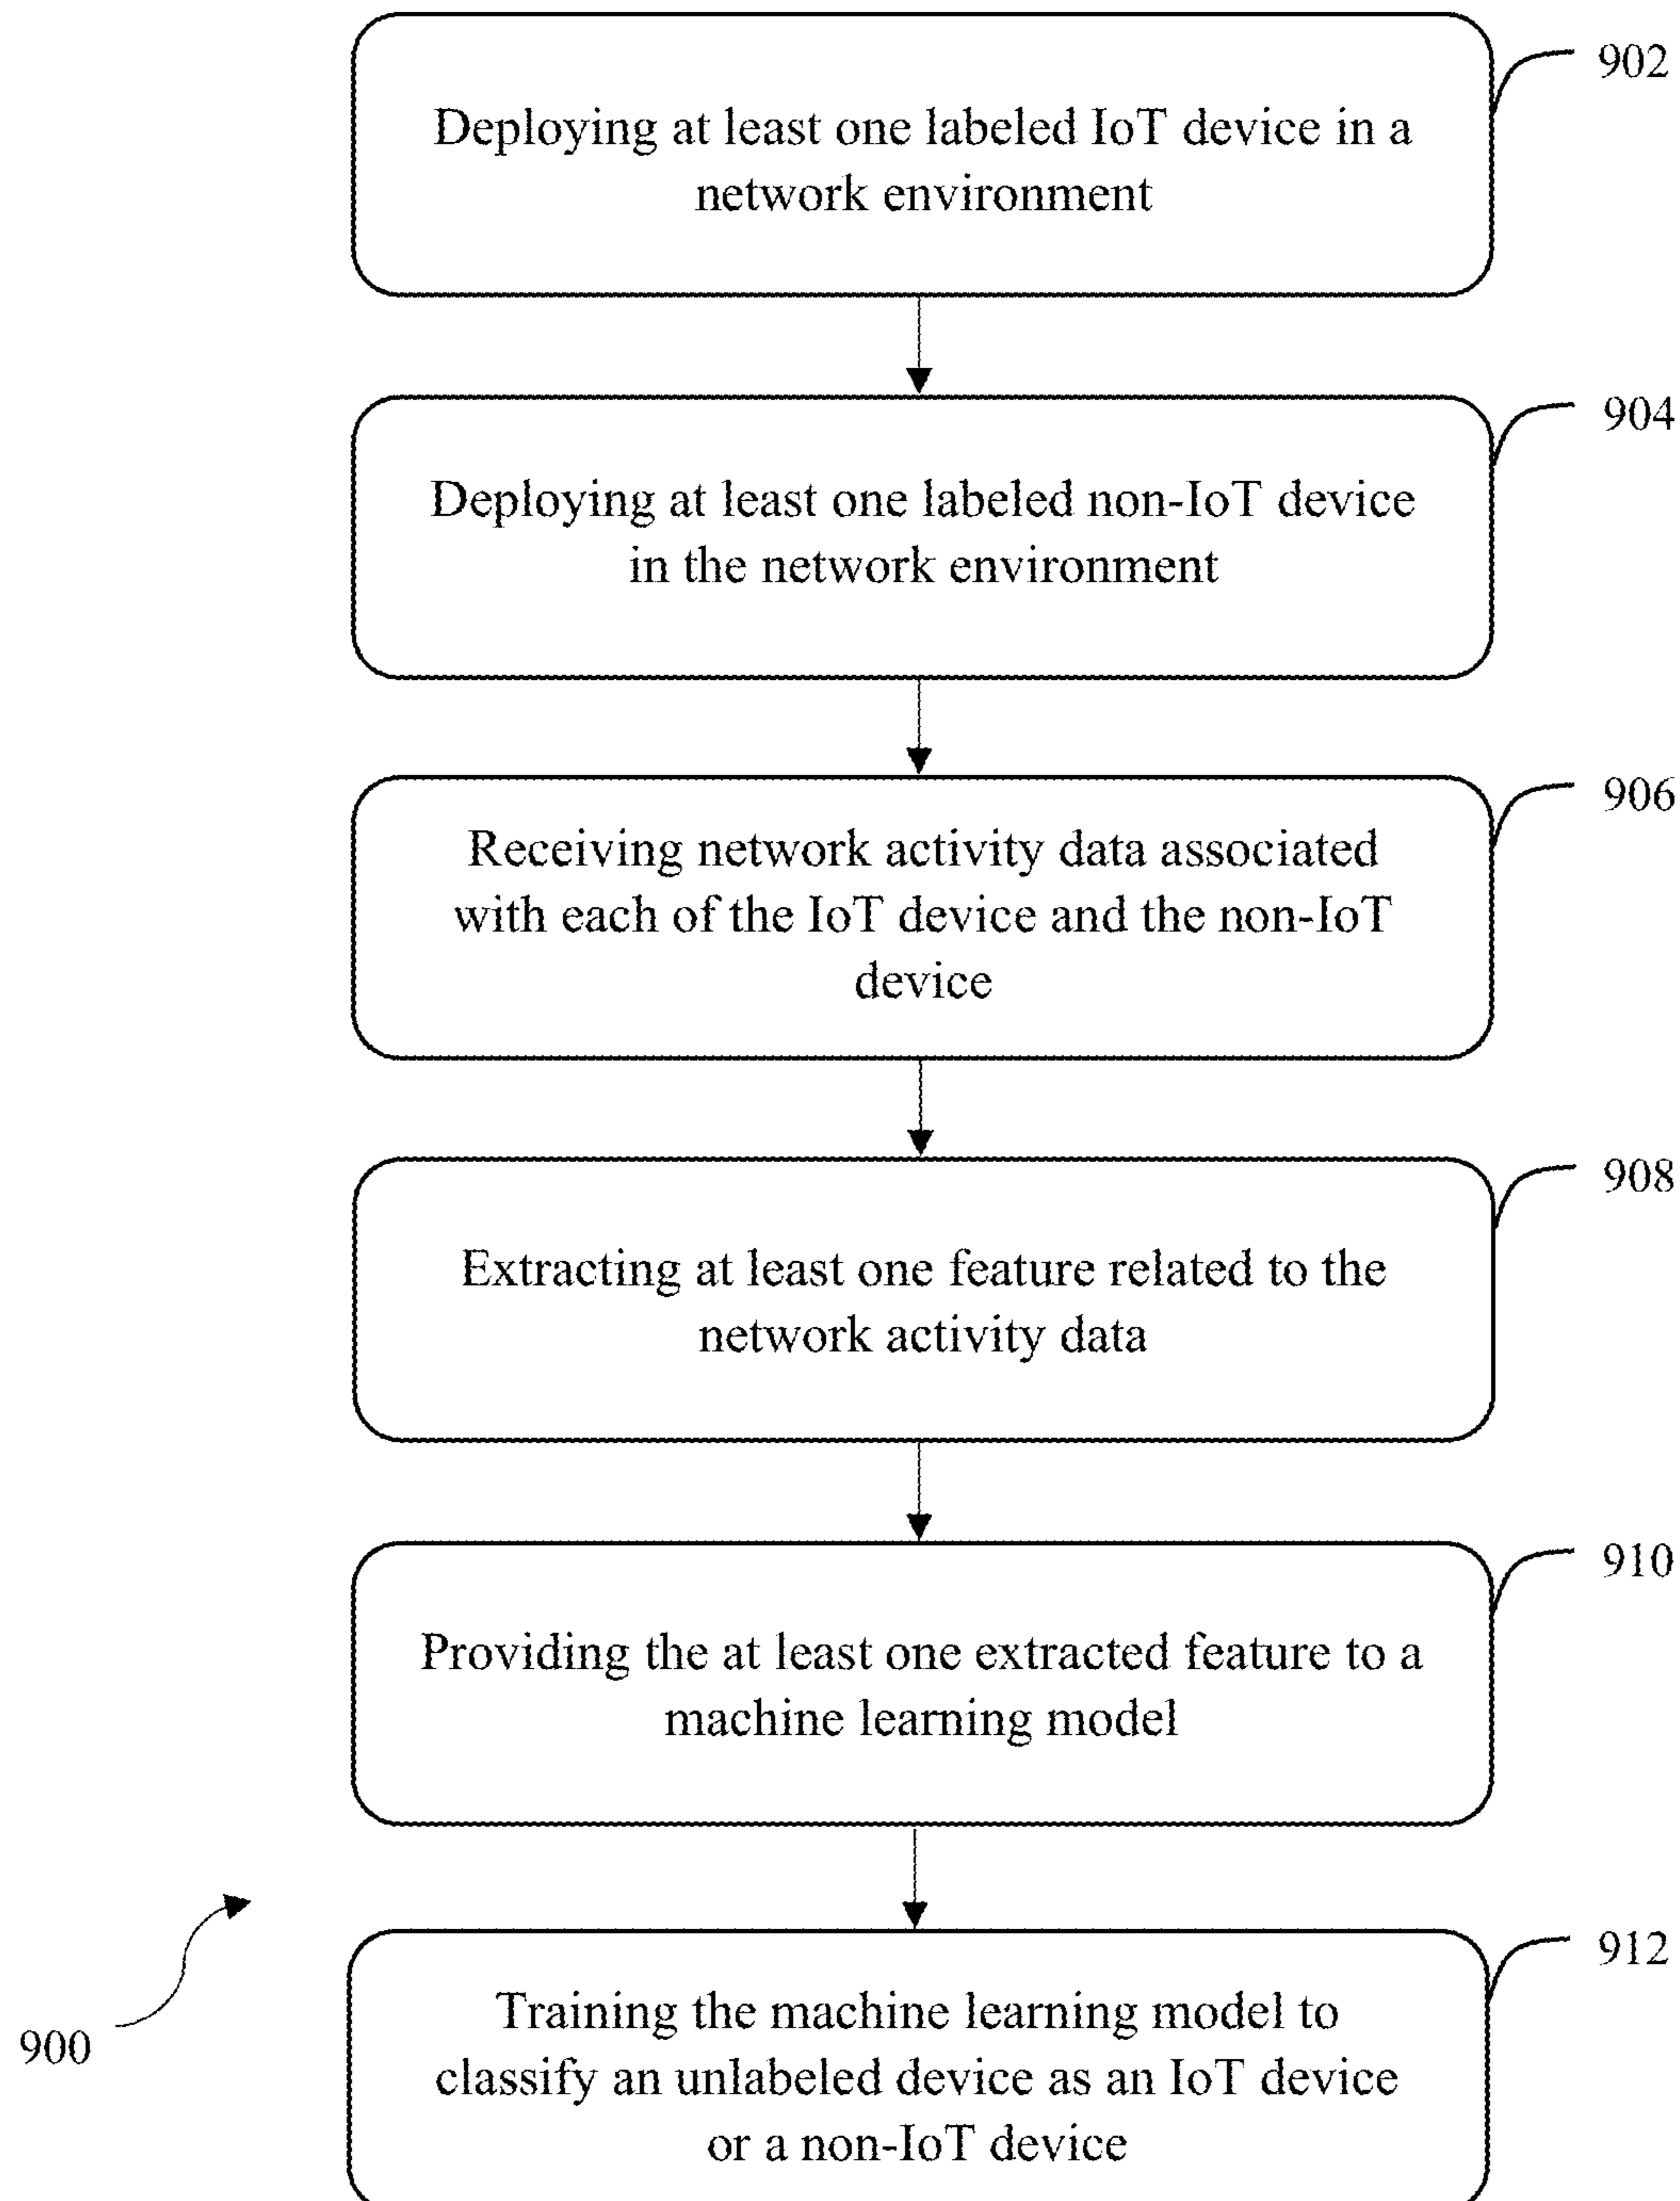 902
Deploying at least one labeled IoT device in a
network environment
904
Deploying at least one labeled non-IoT device
in the network environment
906
Receiving network activity data associated
with each of the IoT device and the non-IoT
device
908
Extracting at least one feature related to the
network activity data
910
Providing the at least one extracted feature to a
machine learning model
912
Training the machine learning model to
classify an unlabeled device as an IoT device
or a non-IoT device
900